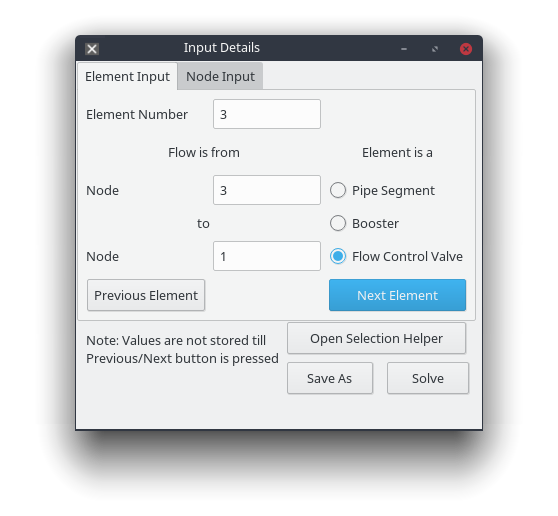 Input Details
Element Input Node Input
Element Number 3
Flow is from Element is a
Node 3 Pipe Segment
to Booster
Node 1 Flow Control Valve
Previous Element Next Element
Note: Values are not stored till
Previous/Next button is pressed
Open Selection Helper
Save As Solve